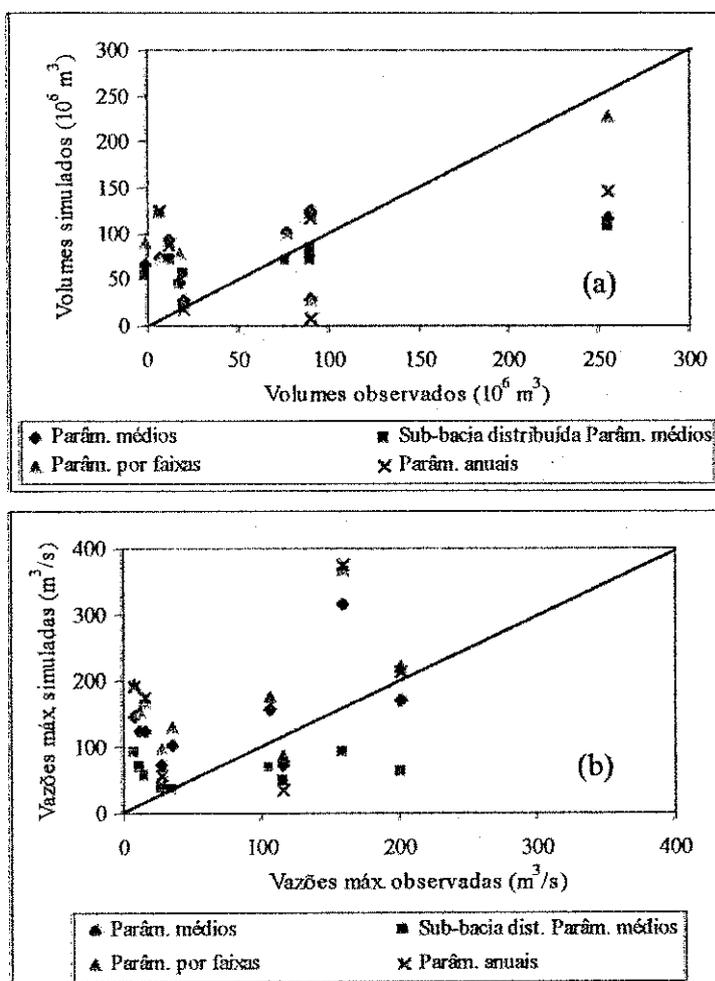 300
250
200
150
100
50
0
Volumes simulados (10⁶ m³)
(a)
0 50 100 150 200 250 300
Volumes observados (10⁶ m³)
Parâm. médios
Sub-bacia distribuída Parâm. médios
Parâm. por faixas
Parâm. anuais
400
300
200
100
0
Vazões máx. simuladas (m³/s)
(b)
0 100 200 300 400
Vazões máx. observadas (m³/s)
Parâm. médios
Sub-bacia dist. Parâm. médios
Parâm. por faixas
Parâm. anuais